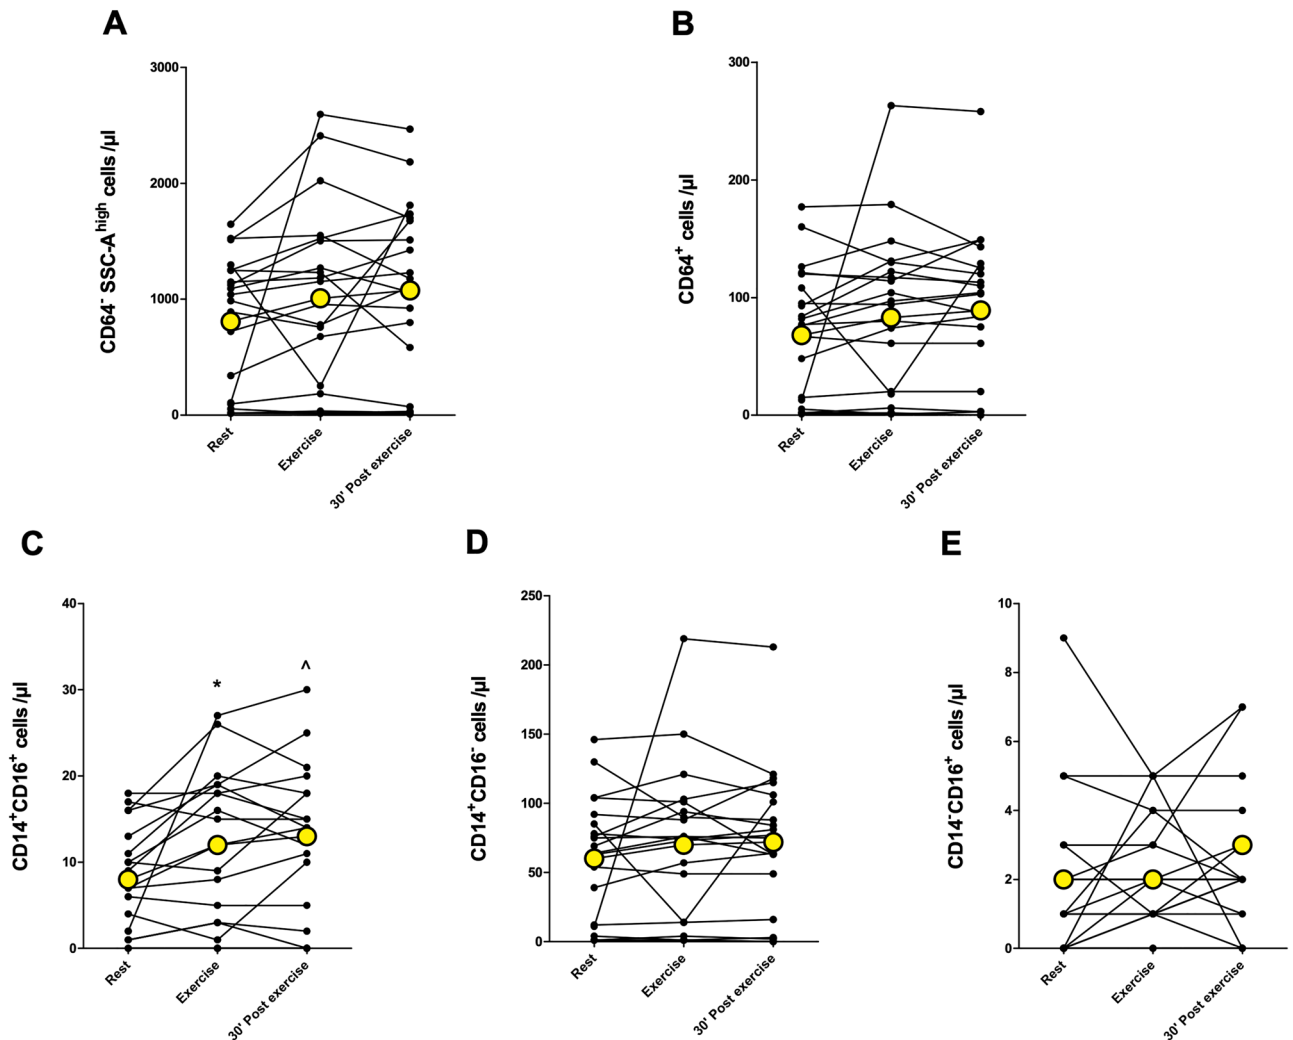 A
CD64⁻ SSC-Aʰⁱᵍʰ cells /µl
3000
2000
1000
0
Rest
Exercise
30' Post exercise
B
CD64⁺ cells /µl
300
200
100
0
Rest
Exercise
30' Post exercise
C
CD14⁺CD16⁺ cells /µl
40
30
20
10
0
*
^
Rest
Exercise
30' Post exercise
D
CD14⁺CD16⁻ cells /µl
250
200
150
100
50
0
Rest
Exercise
30' Post exercise
E
CD14⁻CD16⁺ cells /µl
10
8
6
4
2
0
Rest
Exercise
30' Post exercise